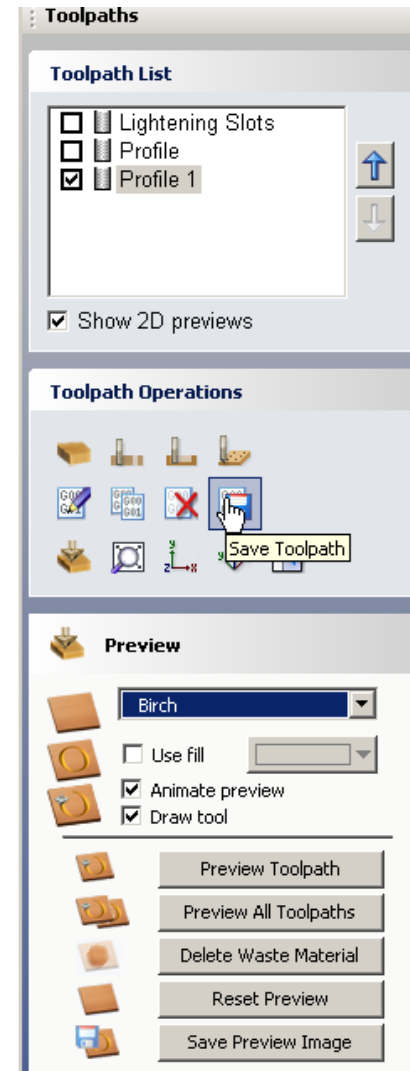 Toolpaths
Toolpath List
Lightening Slots
Profile
Profile 1
Show 2D previews
Toolpath Operations
Save Toolpath
Preview
Birch
Use fill
Animate preview
Draw tool
Preview Toolpath
Preview All Toolpaths
Delete Waste Material
Reset Preview
Save Preview Image